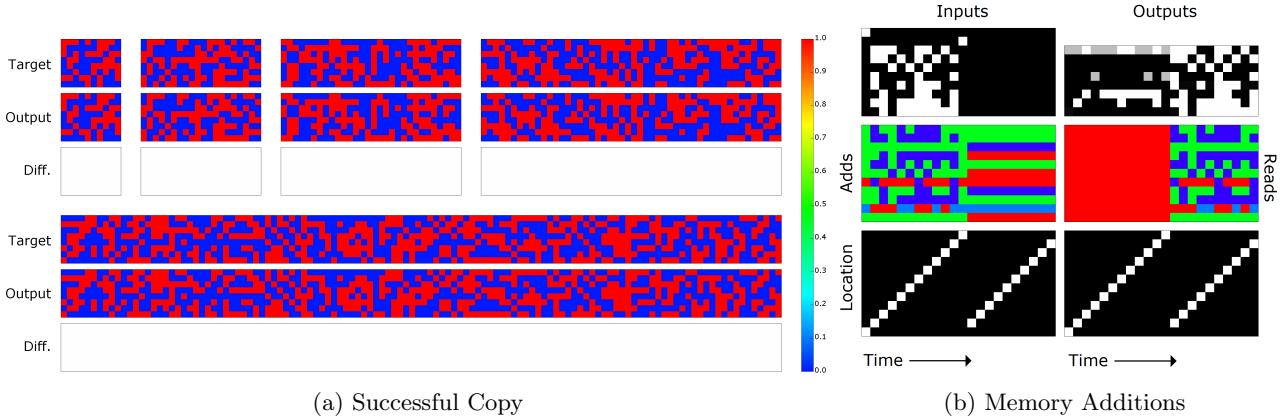 Inputs
Outputs
Target
Output
Diff.
1.0
0.9
0.8
0.7
0.6
0.5
0.4
0.3
0.2
0.1
0.0
Adds
Reads
Target
Output
Diff.
Location
Time
Time
(a) Successful Copy
(b) Memory Additions